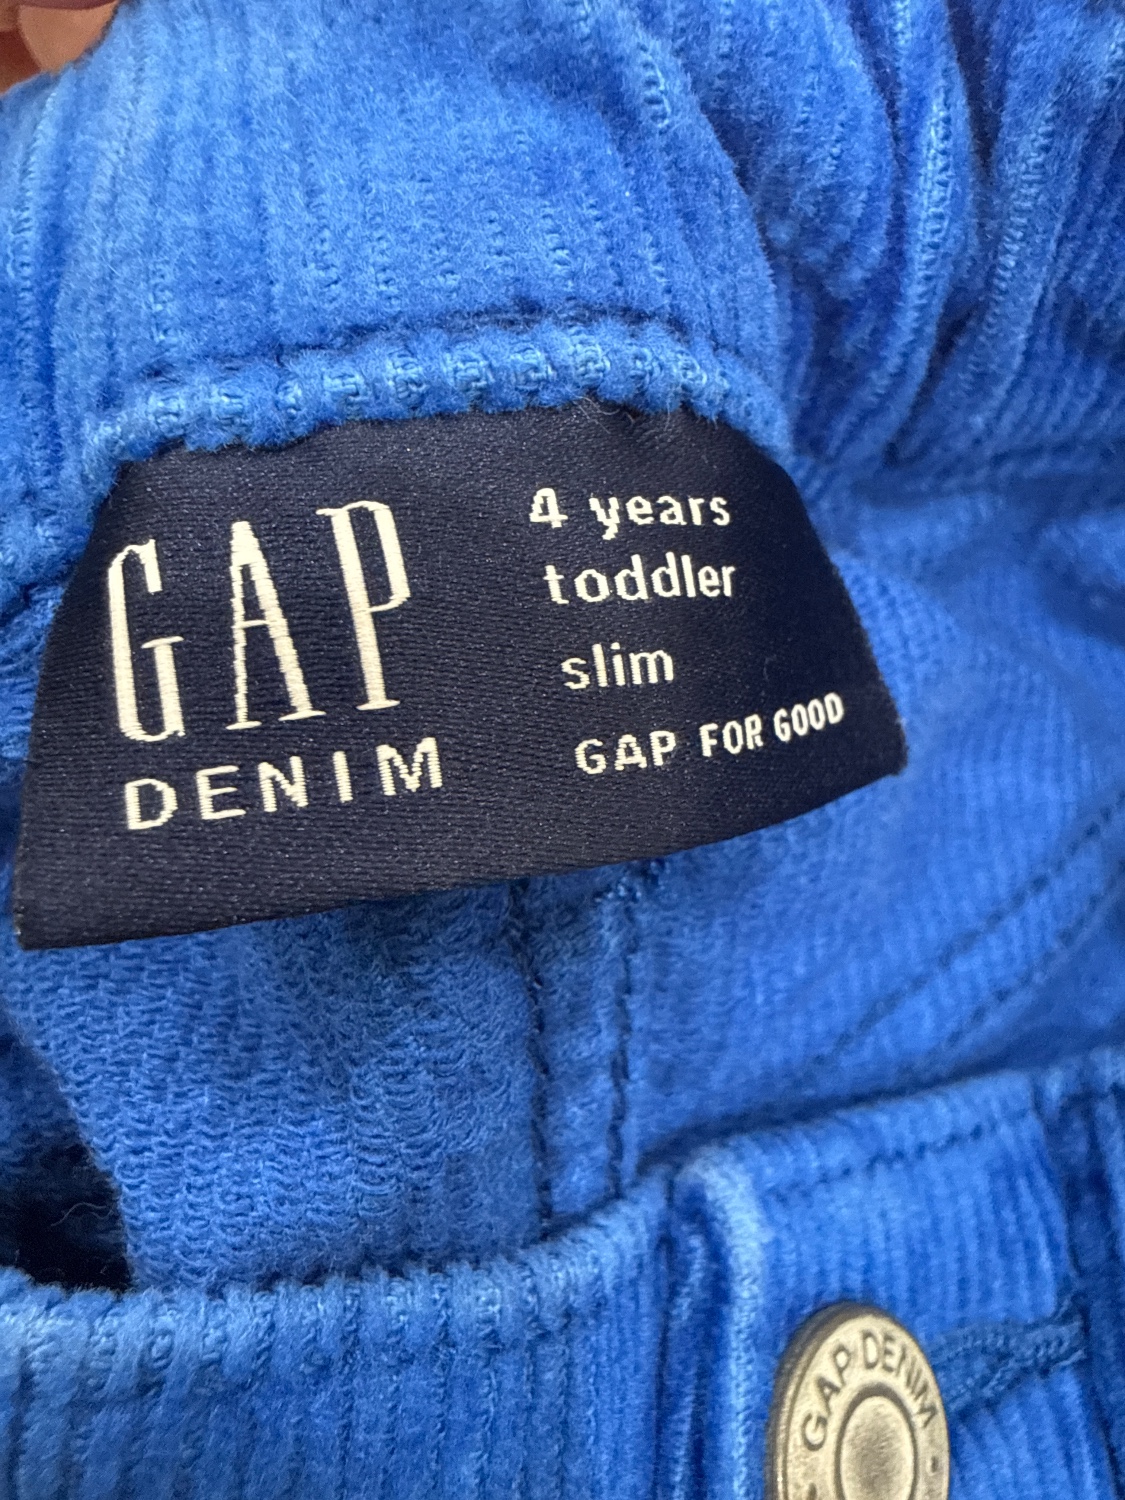 GAP
DENIM
4 years
toddler
slim
GAP FOR GOOD
GAP DENIM